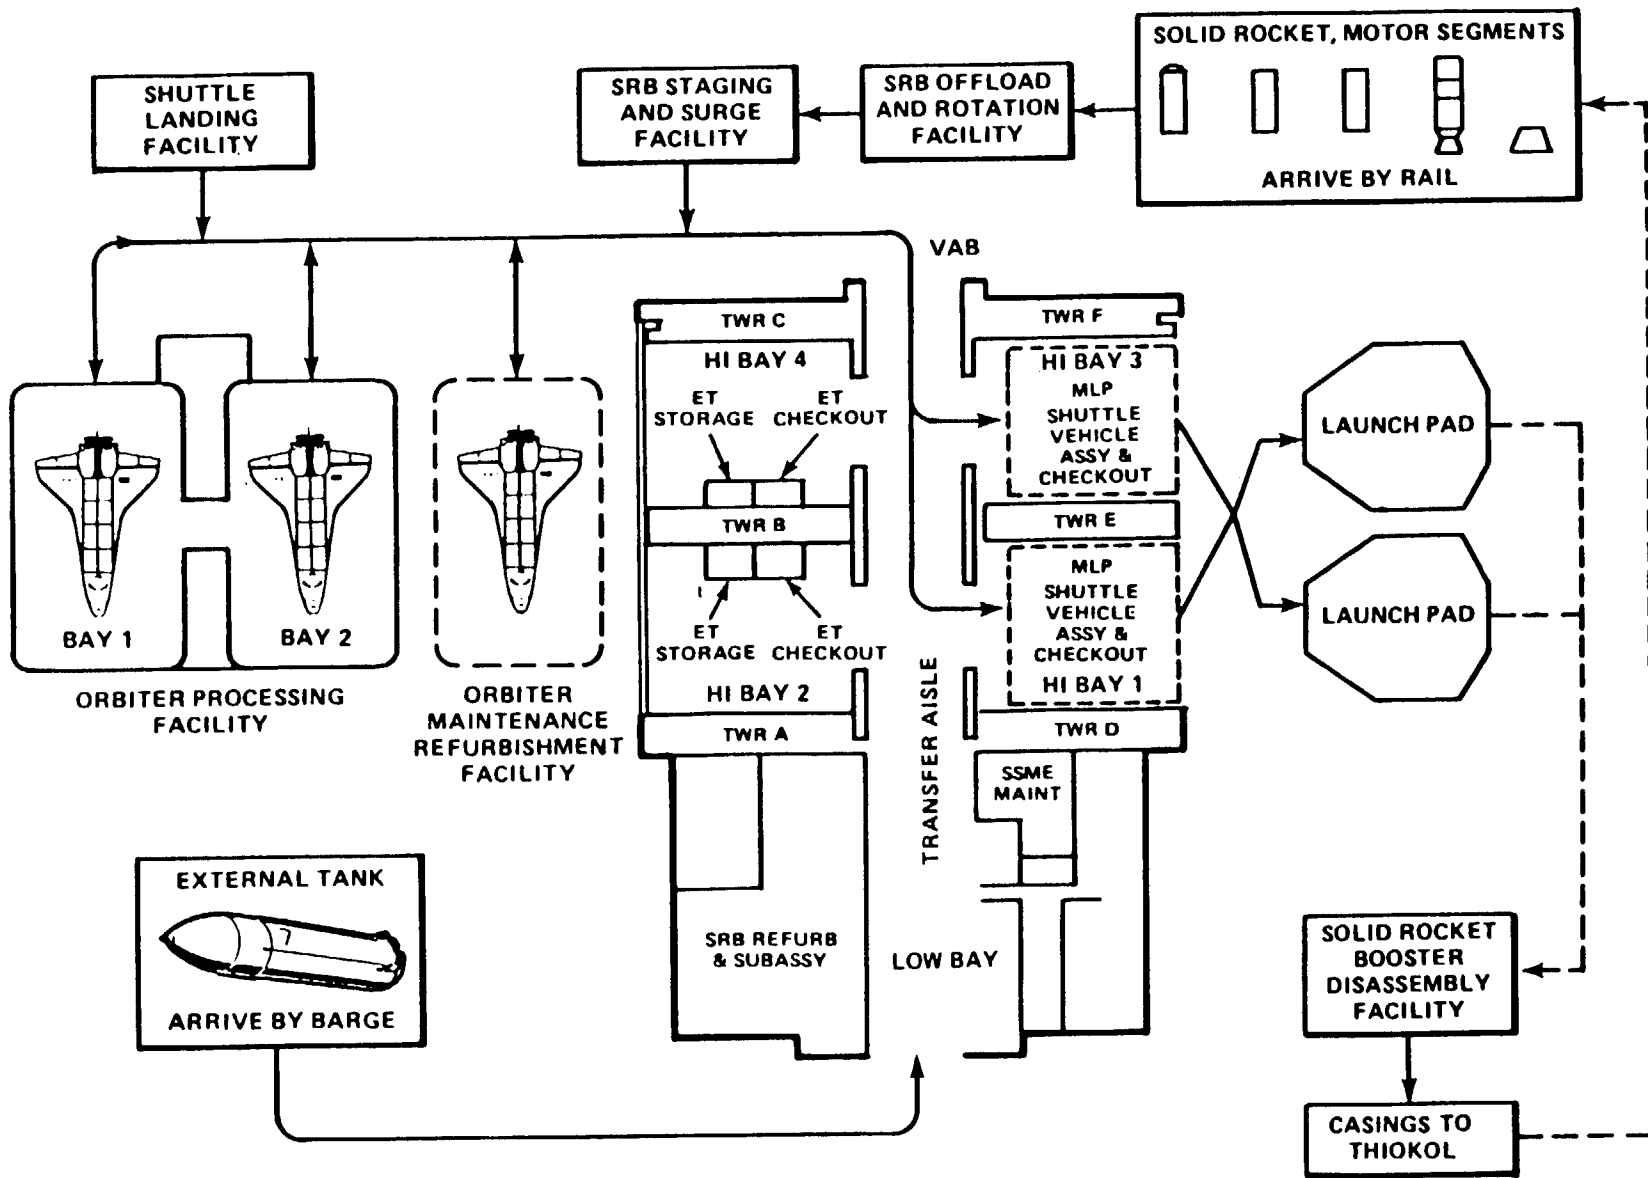 SOLID ROCKET, MOTOR SEGMENTS
ARRIVE BY RAIL
SRB OFFLOAD
AND ROTATION
FACILITY
SRB STAGING
AND SURGE
FACILITY
SHUTTLE
LANDING
FACILITY
VAB
BAY 1
BAY 2
ORBITER PROCESSING
FACILITY
ORBITER
MAINTENANCE
REFURBISHMENT
FACILITY
TWR C
HI BAY 4
ET
STORAGE
ET
CHECKOUT
TWR B
ET
STORAGE
ET
CHECKOUT
HI BAY 2
TWR A
TRANSFER AISLE
TWR F
HI BAY 3
MLP
SHUTTLE
VEHICLE
ASSY &
CHECKOUT
TWR E
MLP
SHUTTLE
VEHICLE
ASSY &
CHECKOUT
HI BAY 1
TWR D
SSME
MAINT
SRB REFURB
& SUBASSY
LOW BAY
LAUNCH PAD
LAUNCH PAD
EXTERNAL TANK
ARRIVE BY BARGE
SOLID ROCKET
BOOSTER
DISASSEMBLY
FACILITY
CASINGS TO
THIOKOL